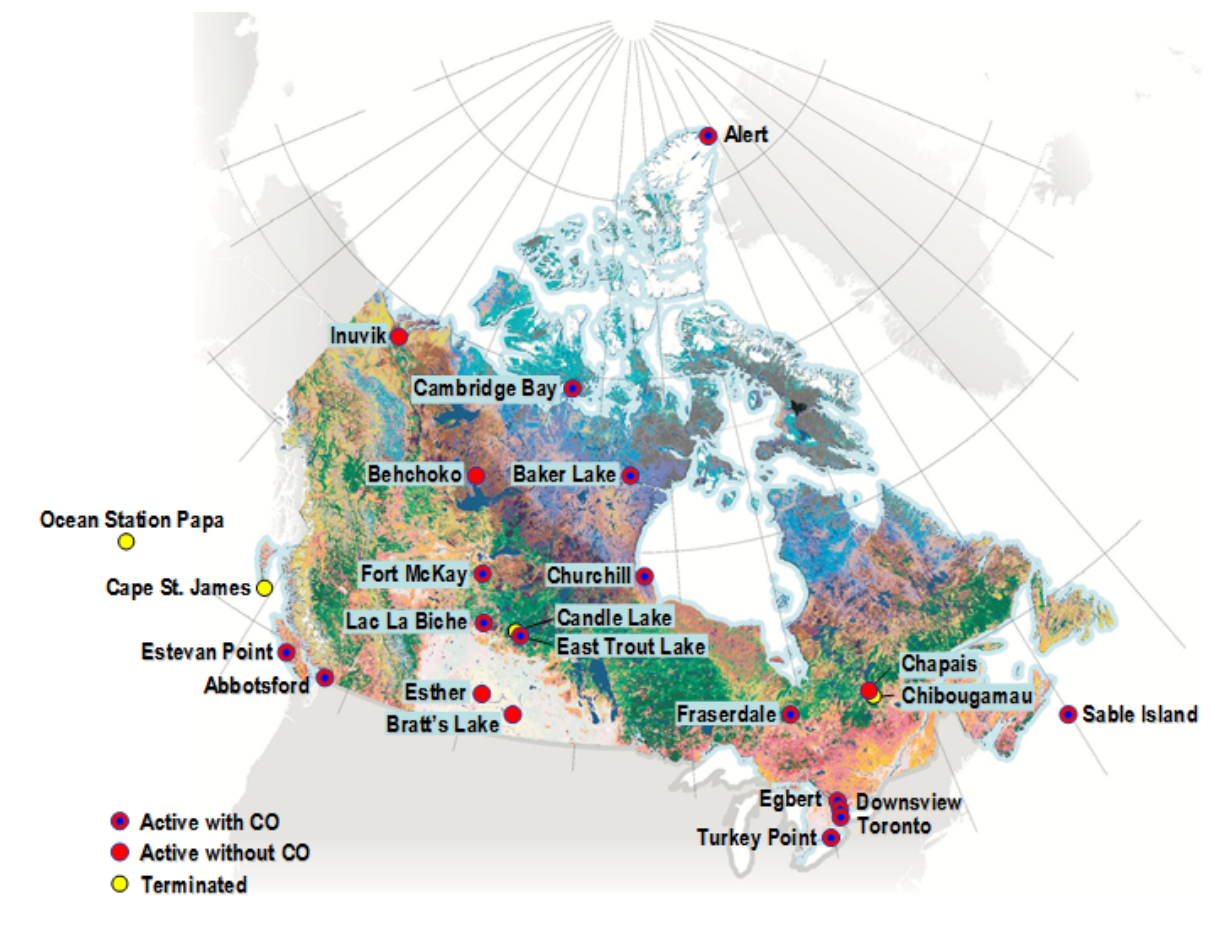 Alert
Inuvik
Cambridge Bay
Behchoko
Baker Lake
Ocean Station Papa
Cape St. James
Fort McKay
Churchill
Lac La Biche
Candle Lake
East Trout Lake
Estevan Point
Abbotsford
Esther
Bratt's Lake
Chapais
Chibougamau
Fraserdale
Sable Island
Egbert
Downsview
Toronto
Turkey Point
Active with CO
Active without CO
Terminated